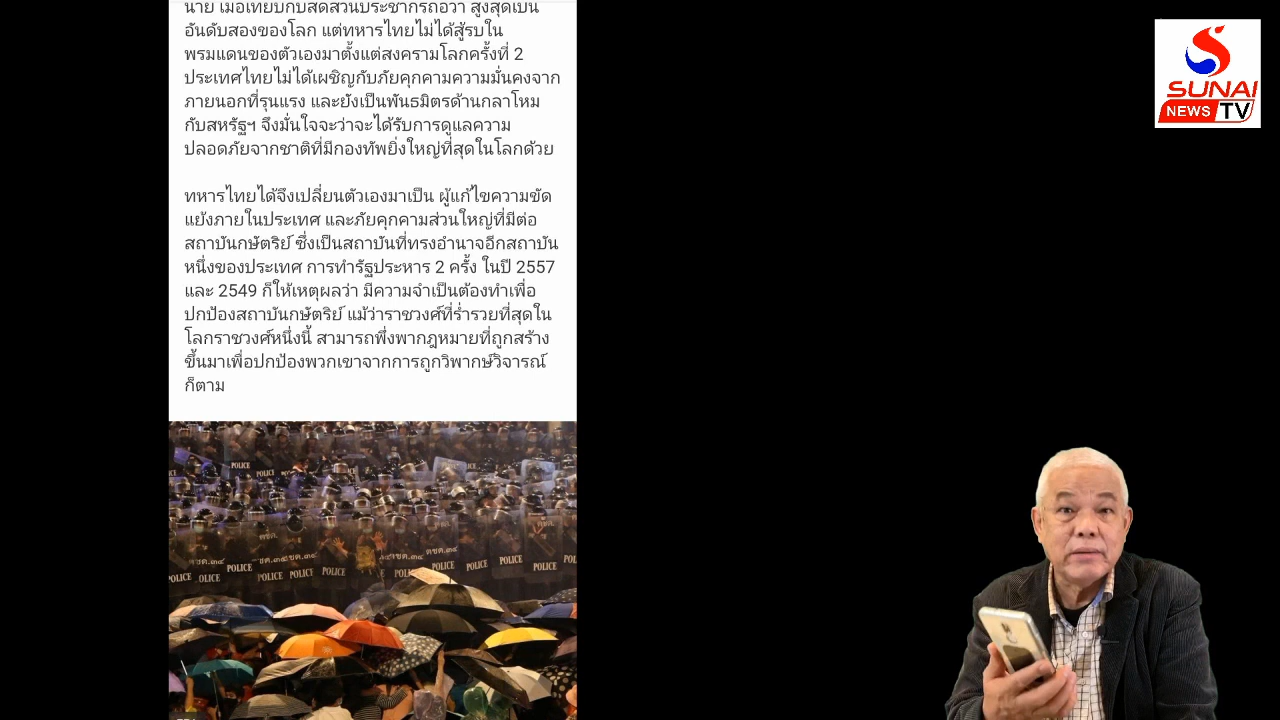 นาย เมื่อเทียบกับสัดส่วนประชากรถือว่า สูงสุดเป็น
อันดับสองของโลก แต่ทหารไทยไม่ได้สู้รบใน
พรมแดนของตัวเองมาตั้งแต่สงครามโลกครั้งที่ 2
ประเทศไทยไม่ได้เผชิญกับภัยคุกคามความมั่นคงจาก
ภายนอกที่รุนแรง และยังเป็นพันธมิตรด้านกลาโหม
กับสหรัฐฯ จึงมั่นใจจะว่าจะได้รับการดูแลความ
ปลอดภัยจากชาติที่มีกองทัพยิ่งใหญ่ที่สุดในโลกด้วย
ทหารไทยได้จึงเปลี่ยนตัวเองมาเป็น ผู้แก้ไขความขัด
แย้งภายในประเทศ และภัยคุกคามส่วนใหญ่ที่มีต่อ
สถาบันกษัตริย์ ซึ่งเป็นสถาบันที่ทรงอำนาจอีกสถาบัน
หนึ่งของประเทศ การทำรัฐประหาร 2 ครั้ง ในปี 2557
และ 2549 ก็ให้เหตุผลว่า มีความจำเป็นต้องทำเพื่อ
ปกป้องสถาบันกษัตริย์ แม้ว่าราชวงศ์ที่ร่ำรวยที่สุดใน
โลกราชวงศ์หนึ่งนี้ สามารถพึ่งพากฎหมายที่ถูกสร้าง
ขึ้นมาเพื่อปกป้องพวกเขาจากการถูกวิพากษ์วิจารณ์
ก็ตาม
SUNAI
NEWS TV
POLICE
POLICE
ตชด.๓๔
POLICE
POLICE
POLICE
POLICE
POLICE
POLICE
POLICE